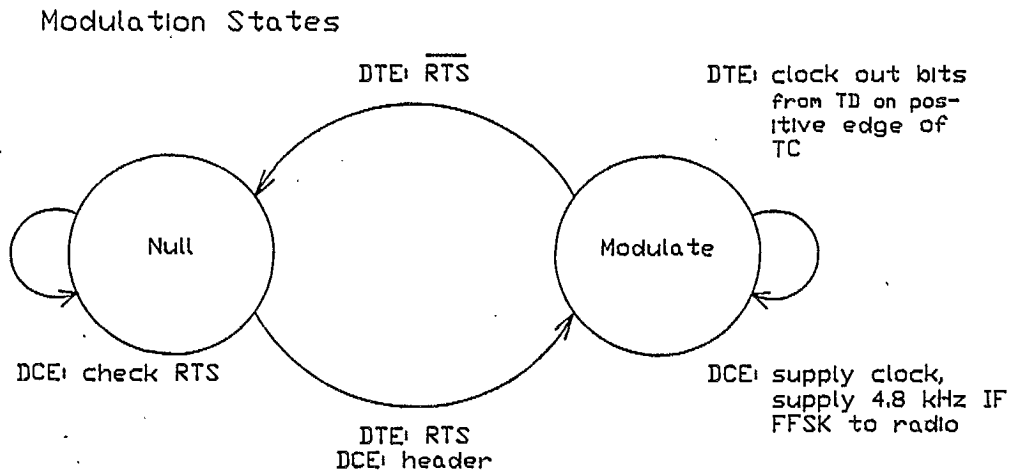 Modulation States
DTE: R̅T̅S̅
DTE: clock out bits
from TD on pos-
itive edge of
TC
Null
Modulate
DCE: check RTS
DCE: supply clock,
supply 4.8 kHz IF
FFSK to radio
DTE: RTS
DCE: header